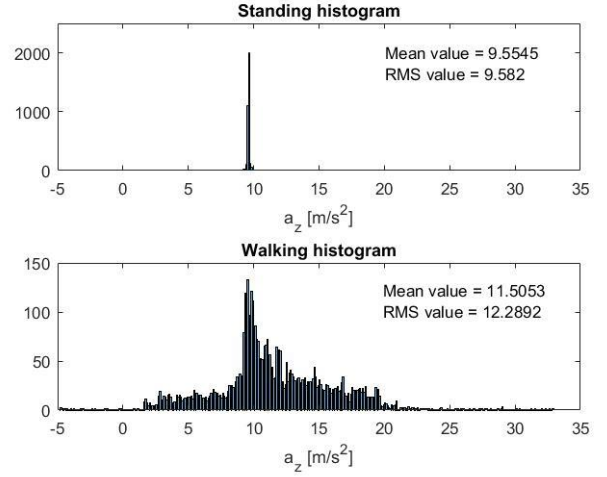 Standing histogram
2000
1000
0
Mean value = 9.5545
RMS value = 9.582
-5 0 5 10 15 20 25 30 35
a_z [m/s^2]
Walking histogram
150
100
50
0
Mean value = 11.5053
RMS value = 12.2892
-5 0 5 10 15 20 25 30 35
a_z [m/s^2]